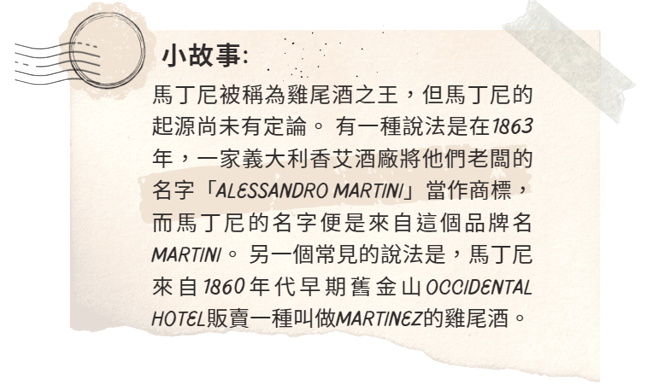 小故事:
馬丁尼被稱為雞尾酒之王，但馬丁尼的
起源尚未有定論。 有一種說法是在1863
年，一家義大利香艾酒廠將他們老闆的
名字「ALESSANDRO MARTINI」當作商標，
而馬丁尼的名字便是來自這個品牌名
MARTINI。 另一個常見的說法是，馬丁尼
來自1860年代早期舊金山OCCIDENTAL
HOTEL販賣一種叫做MARTINEZ的雞尾酒。